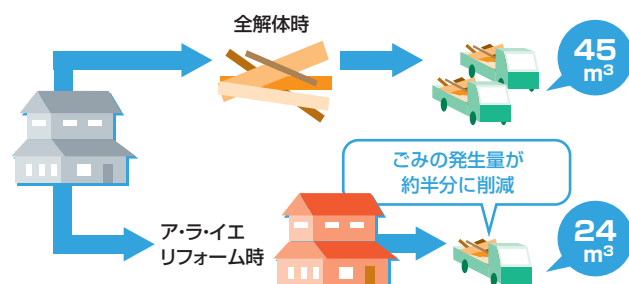 全解体時
45
m³
ごみの発生量が
約半分に削減
ア・ラ・イエ
リフォーム時
24
m³